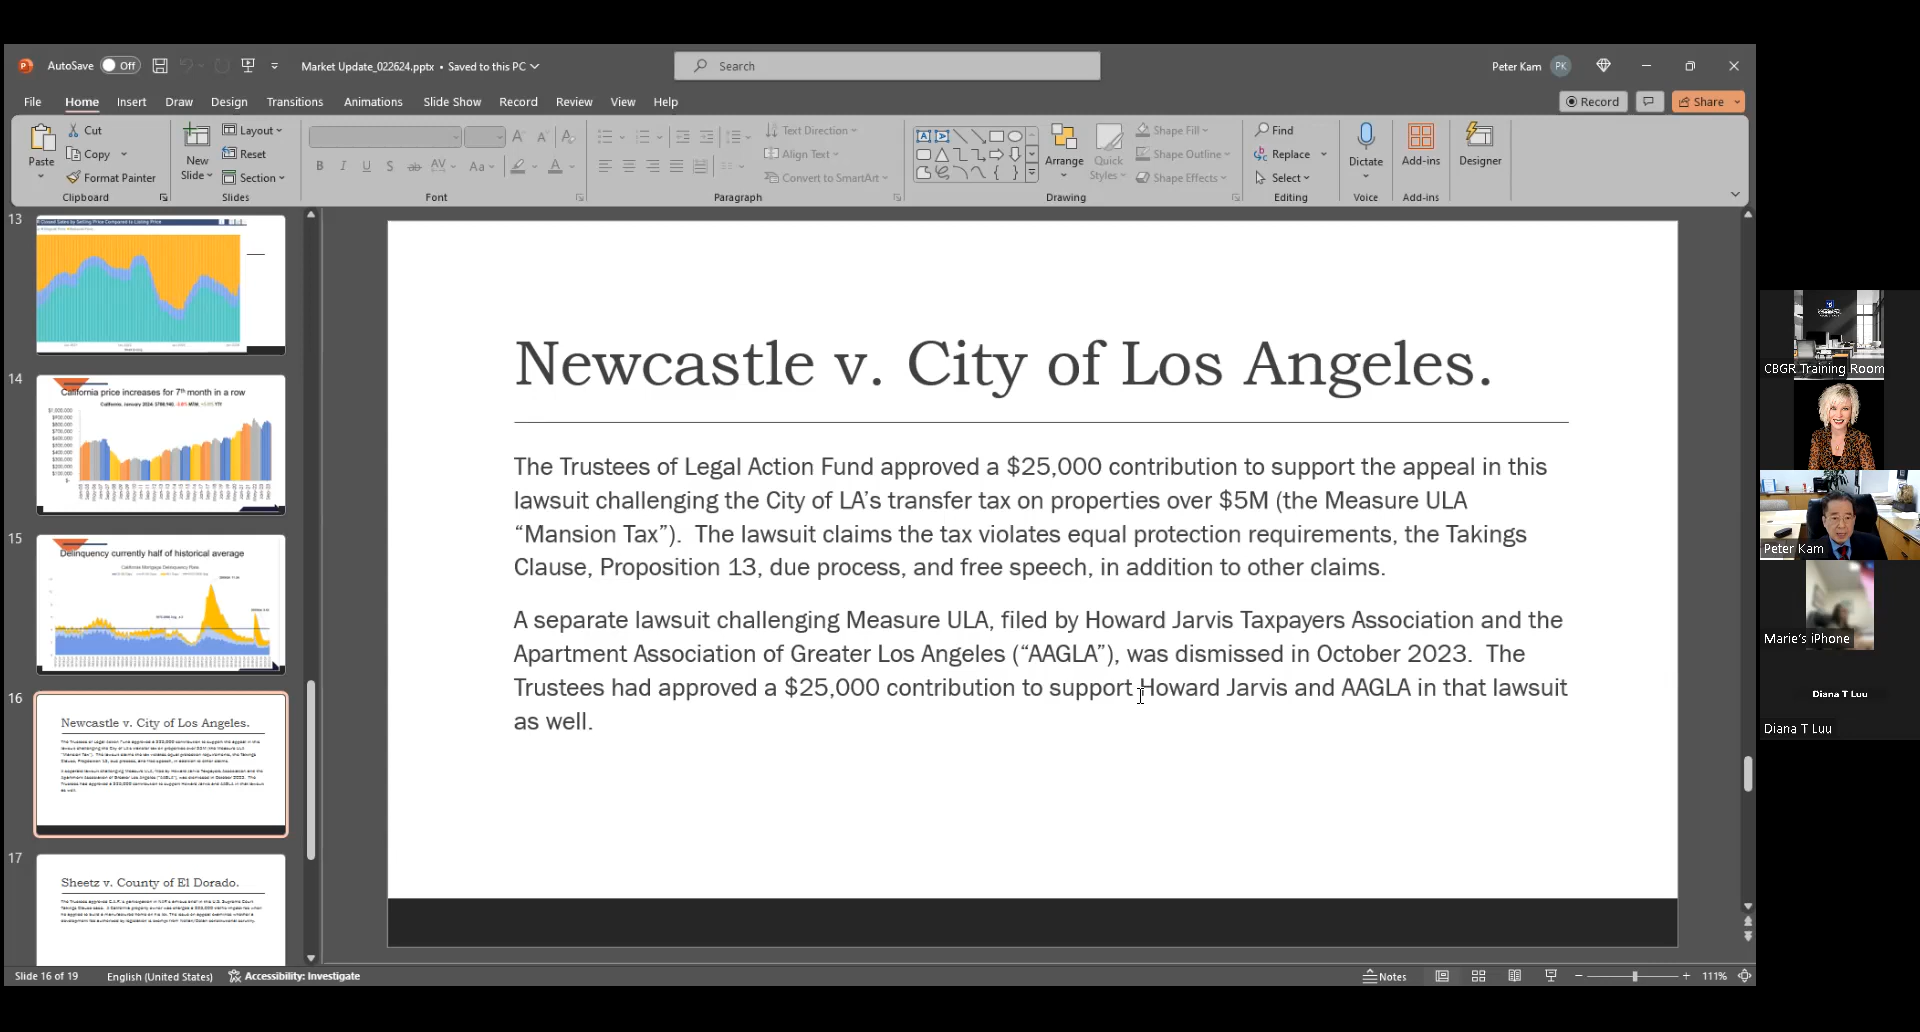 AutoSave Off Market Update_022624.pptx • Saved to this PC Search Peter Kam PK
File Home Insert Draw Design Transitions Animations Slide Show Record Review View Help Record Share
Paste Cut Copy Format Painter Clipboard
New Slide Layout Reset Section Slides
Font
Text Direction Align Text Convert to SmartArt Paragraph
Arrange Quick Styles Shape Fill Shape Outline Shape Effects Drawing
Find Replace Select Editing
Dictate Voice
Add-ins Add-ins
Designer
13
14
California price increases for 7th month in a row
15
Delinquency currently half of historical average
California Mortgage Delinquency Rate
16
Newcastle v. City of Los Angeles.
17
Sheetz v. County of El Dorado.
Newcastle v. City of Los Angeles.
The Trustees of Legal Action Fund approved a $25,000 contribution to support the appeal in this
lawsuit challenging the City of LA’s transfer tax on properties over $5M (the Measure ULA
“Mansion Tax”).  The lawsuit claims the tax violates equal protection requirements, the Takings
Clause, Proposition 13, due process, and free speech, in addition to other claims.
A separate lawsuit challenging Measure ULA, filed by Howard Jarvis Taxpayers Association and the
Apartment Association of Greater Los Angeles (“AAGLA”), was dismissed in October 2023.  The
Trustees had approved a $25,000 contribution to support Howard Jarvis and AAGLA in that lawsuit
as well.
CBGR Training Room
Peter Kam
Marie's iPhone
Diana T Luu
Diana T Luu
Slide 16 of 19 English (United States) Accessibility: Investigate Notes 111%